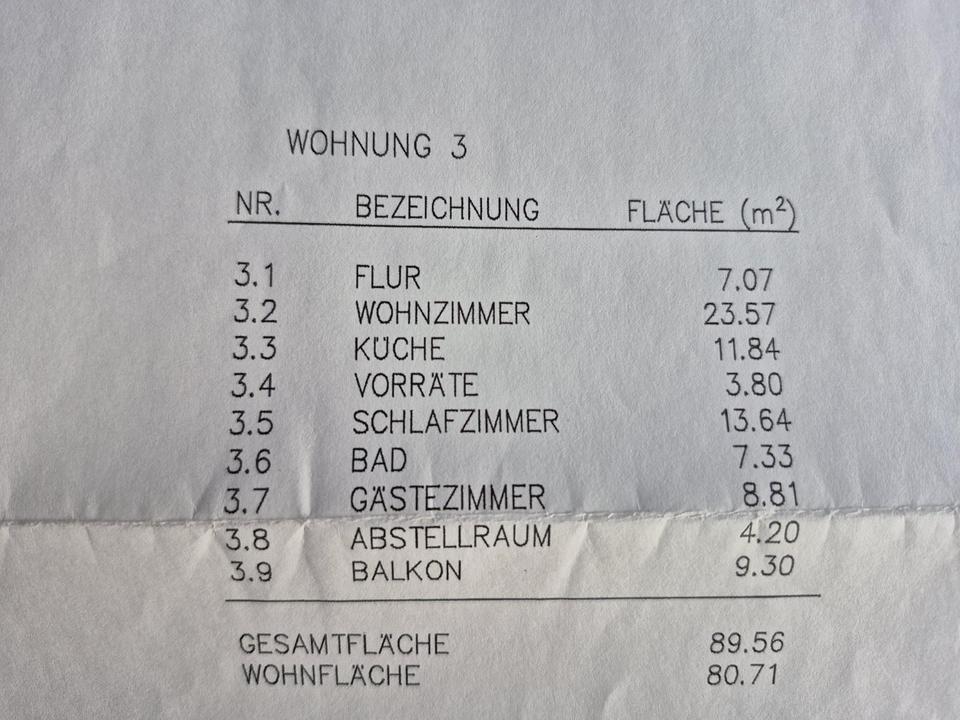 WOHNUNG 3
NR. BEZEICHNUNG FLÄCHE (m²)
3.1 FLUR 7.07
3.2 WOHNZIMMER 23.57
3.3 KÜCHE 11.84
3.4 VORRÄTE 3.80
3.5 SCHLAFZIMMER 13.64
3.6 BAD 7.33
3.7 GÄSTEZIMMER 8.81
3.8 ABSTELLRAUM 4.20
3.9 BALKON 9.30
GESAMTFLÄCHE 89.56
WOHNFLÄCHE 80.71